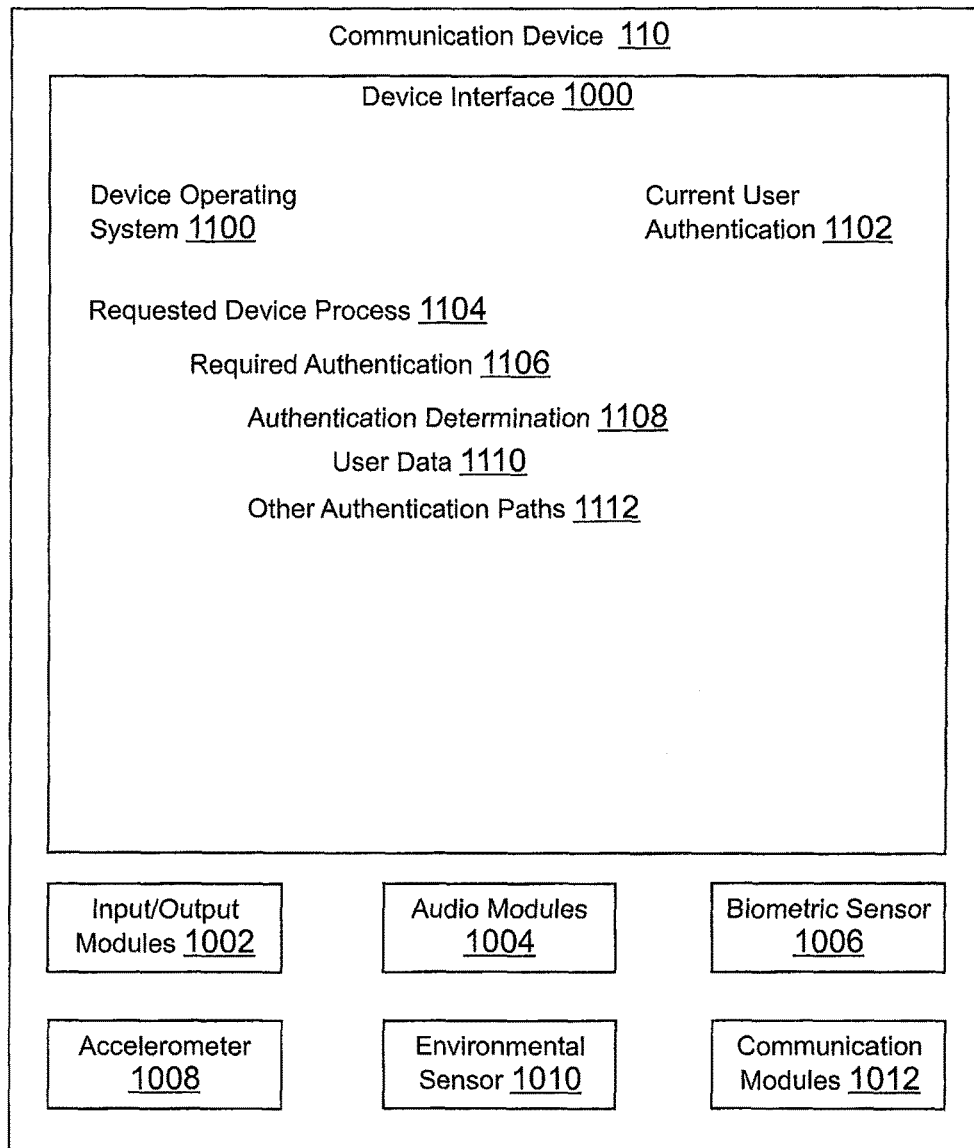 Communication Device 110
Device Interface 1000
Device Operating
System 1100
Current User
Authentication 1102
Requested Device Process 1104
Required Authentication 1106
Authentication Determination 1108
User Data 1110
Other Authentication Paths 1112
Input/Output
Modules 1002
Audio Modules
1004
Biometric Sensor
1006
Accelerometer
1008
Environmental
Sensor 1010
Communication
Modules 1012